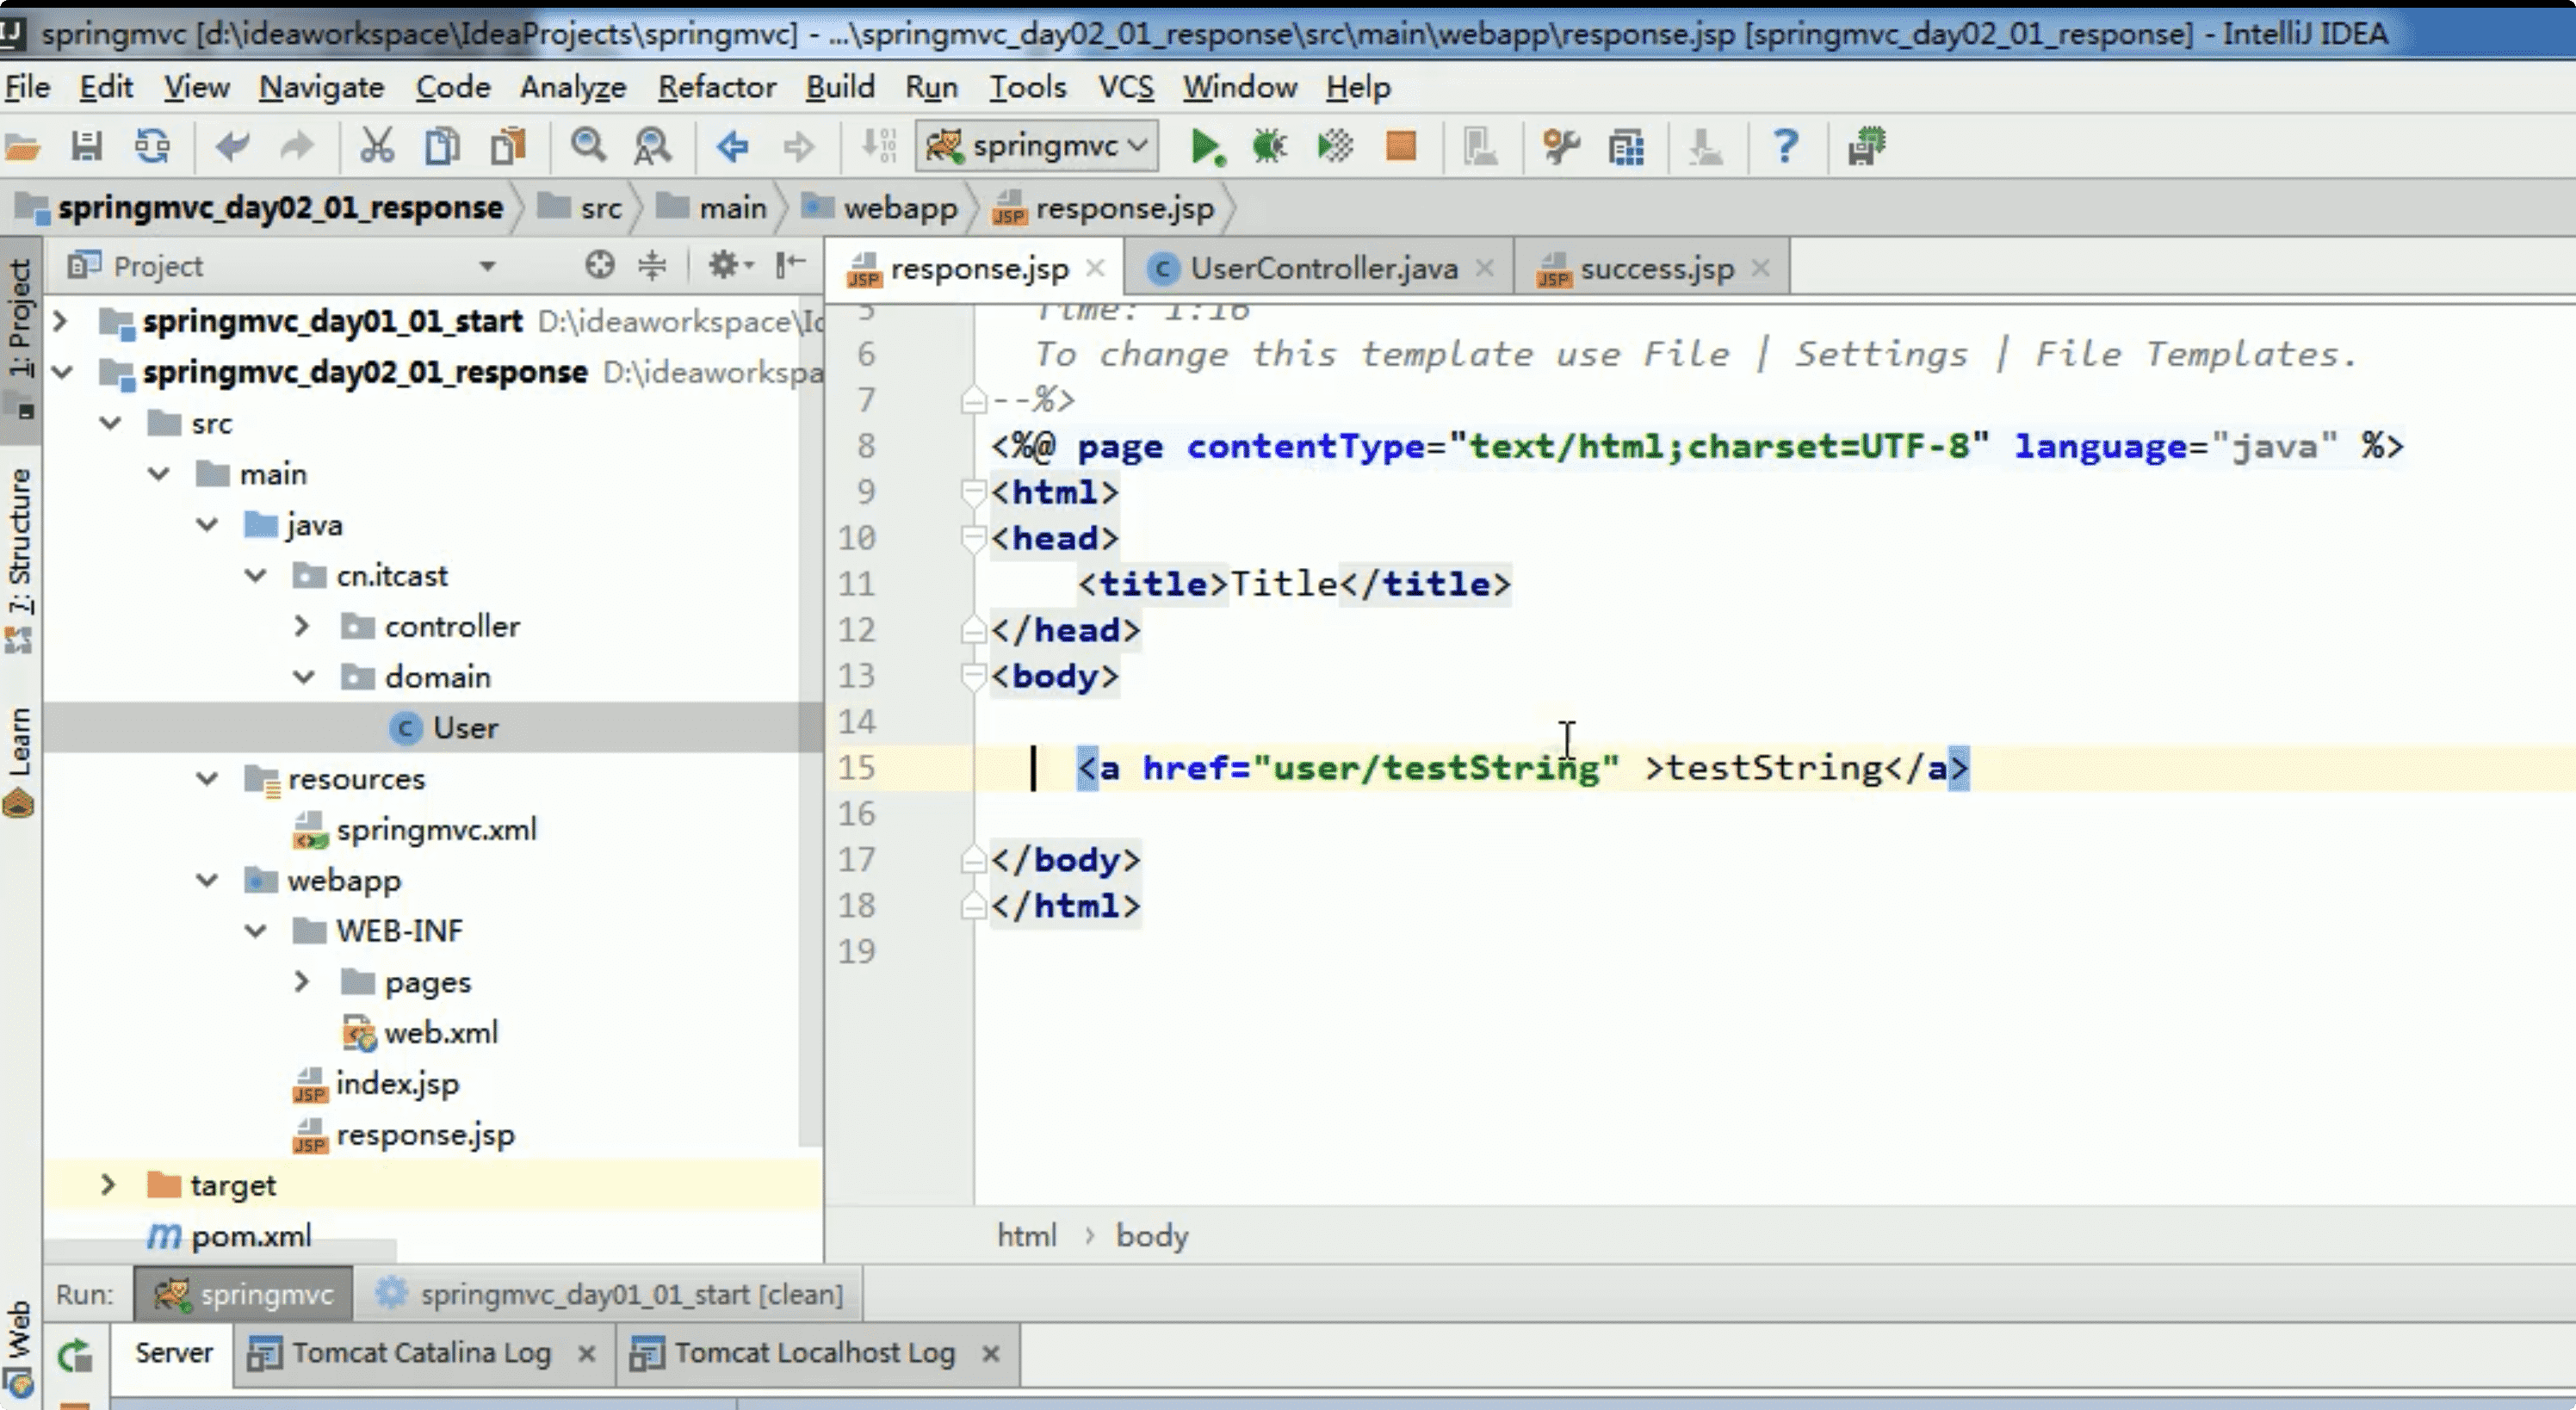 springmvc [d:\ideaworkspace\IdeaProjects\springmvc] - ...\springmvc_day02_01_response\src\main\webapp\response.jsp [springmvc_day02_01_response] - IntelliJ IDEA
File Edit View Navigate Code Analyze Refactor Build Run Tools VCS Window Help
springmvc
springmvc_day02_01_response src main webapp response.jsp
1: Project
7: Structure
Learn
Web
Project
springmvc_day01_01_start D:\ideaworkspace\Id
springmvc_day02_01_response D:\ideaworkspa
src
main
java
cn.itcast
controller
domain
User
resources
springmvc.xml
webapp
WEB-INF
pages
web.xml
index.jsp
response.jsp
target
pom.xml
response.jsp UserController.java success.jsp
5 Time: 1:16
6 To change this template use File | Settings | File Templates.
7 --%>
8 <%@ page contentType="text/html;charset=UTF-8" language="java" %>
9 <html>
10 <head>
11 <title>Title</title>
12 </head>
13 <body>
14
15 <a href="user/testString" >testString</a>
16
17 </body>
18 </html>
19
html › body
Run: springmvc springmvc_day01_01_start [clean]
Server Tomcat Catalina Log Tomcat Localhost Log